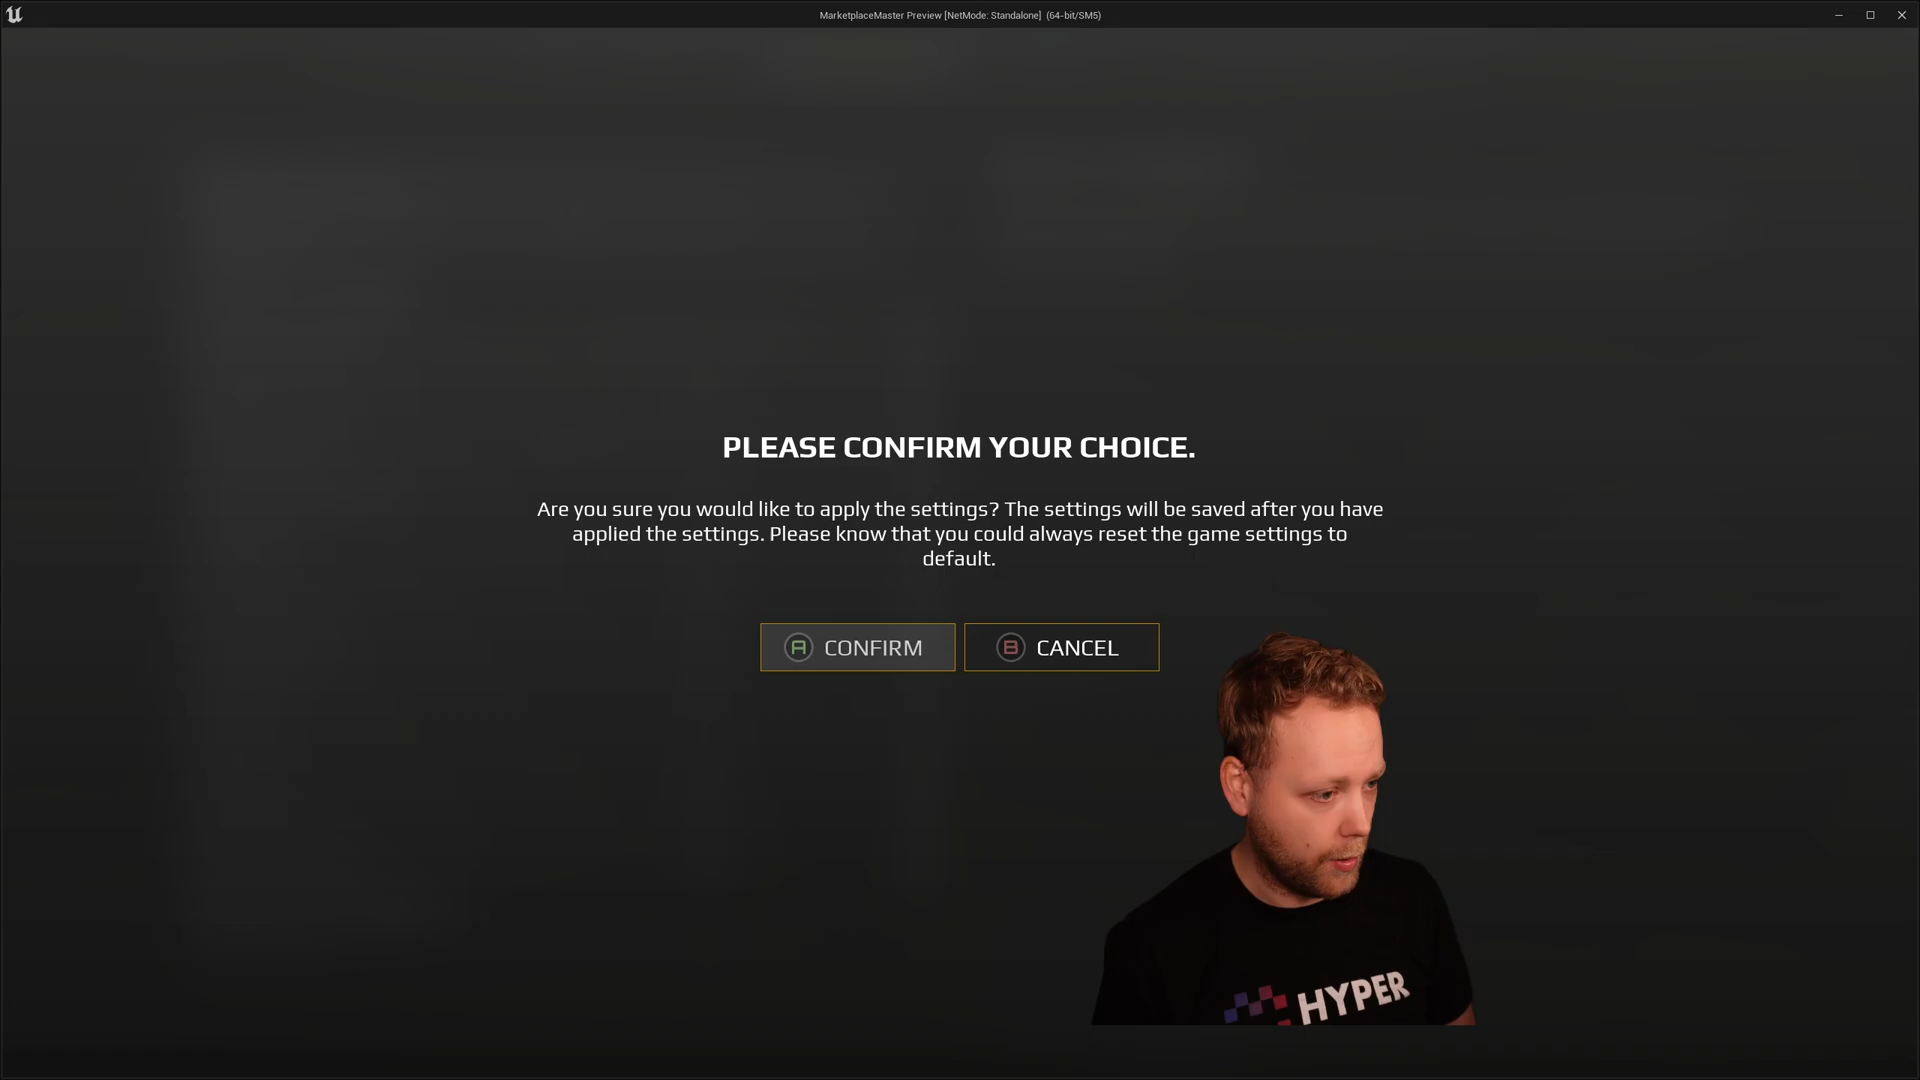 MarketplaceMaster Preview [NetMode: Standalone] (64-bit/SM5)
PLEASE CONFIRM YOUR CHOICE.
Are you sure you would like to apply the settings? The settings will be saved after you have
applied the settings. Please know that you could always reset the game settings to
default.
A CONFIRM
B CANCEL
HYPER